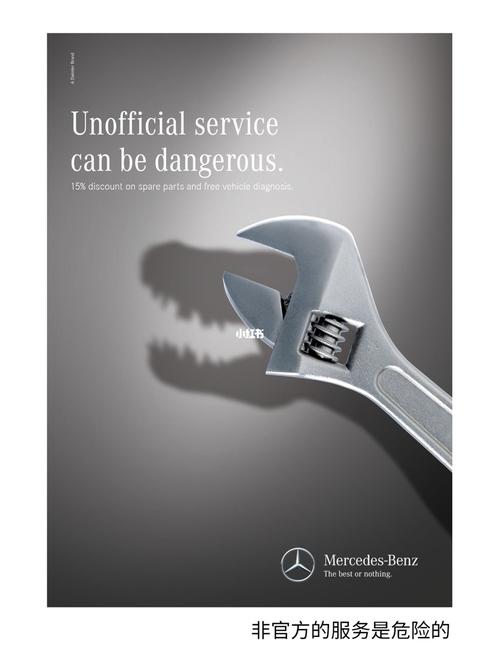 A Daimler Brand
Unofficial service
can be dangerous.
15% discount on spare parts and free vehicle diagnosis.
小红书
Mercedes-Benz
The best or nothing.
非官方的服务是危险的